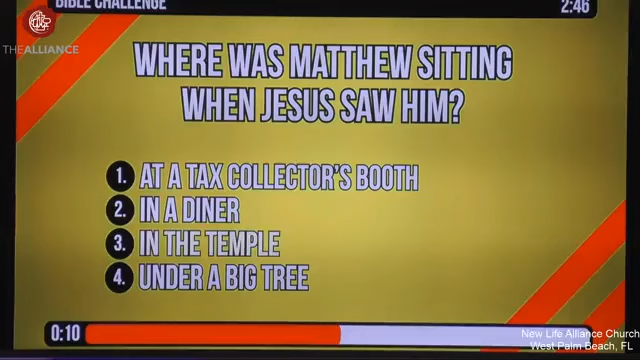 BIBLE CHALLENGE
2:46
THE ALLIANCE
WHERE WAS MATTHEW SITTING
WHEN JESUS SAW HIM?
1. AT A TAX COLLECTOR'S BOOTH
2. IN A DINER
3. IN THE TEMPLE
4. UNDER A BIG TREE
0:10
New Life Alliance Church
West Palm Beach, FL